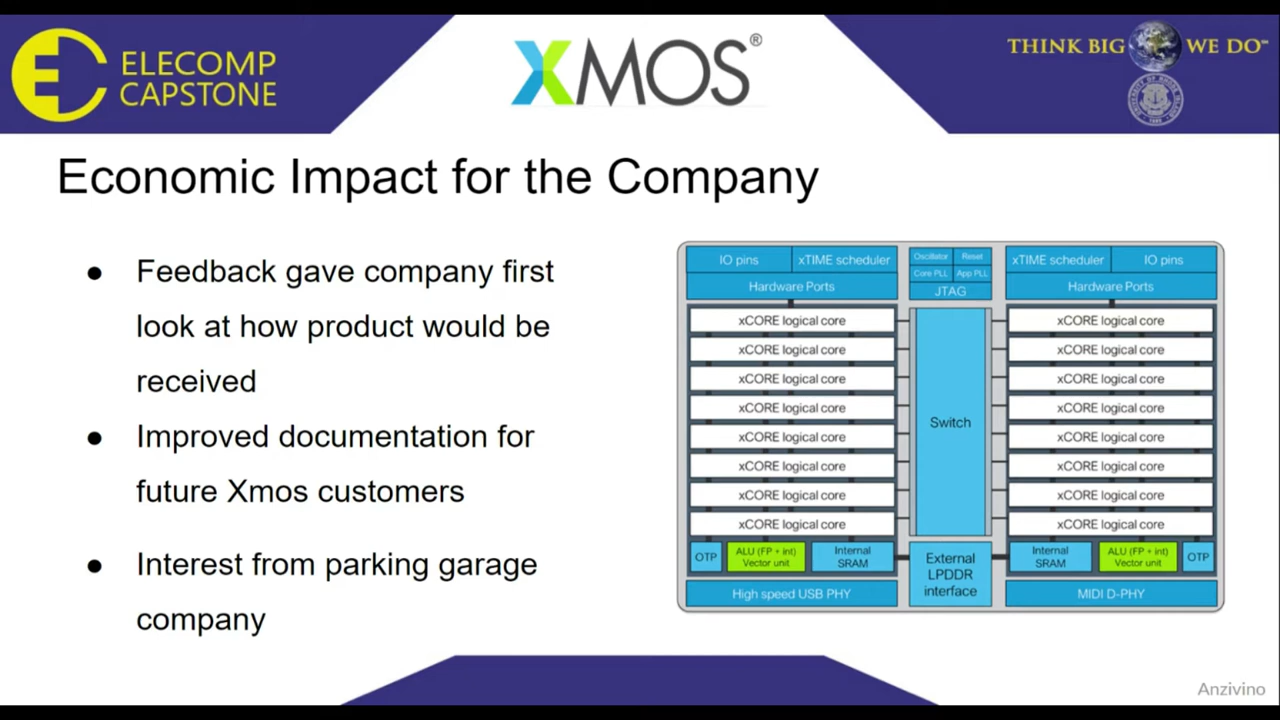 ELECOMP
CAPSTONE
XMOS®
THINK BIG WE DO℠
Economic Impact for the Company
● Feedback gave company first
look at how product would be
received
● Improved documentation for
future Xmos customers
● Interest from parking garage
company
IO pins
xTIME scheduler
Hardware Ports
xCORE logical core
xCORE logical core
xCORE logical core
xCORE logical core
xCORE logical core
xCORE logical core
xCORE logical core
xCORE logical core
OTP
ALU (FP + int)
Vector unit
Internal
SRAM
High speed USB PHY
Oscillator
Reset
Core PLL
App PLL
JTAG
Switch
External
LPDDR
interface
xTIME scheduler
IO pins
Hardware Ports
xCORE logical core
xCORE logical core
xCORE logical core
xCORE logical core
xCORE logical core
xCORE logical core
xCORE logical core
xCORE logical core
Internal
SRAM
ALU (FP + int)
Vector unit
OTP
MIDI D-PHY
Anzivino